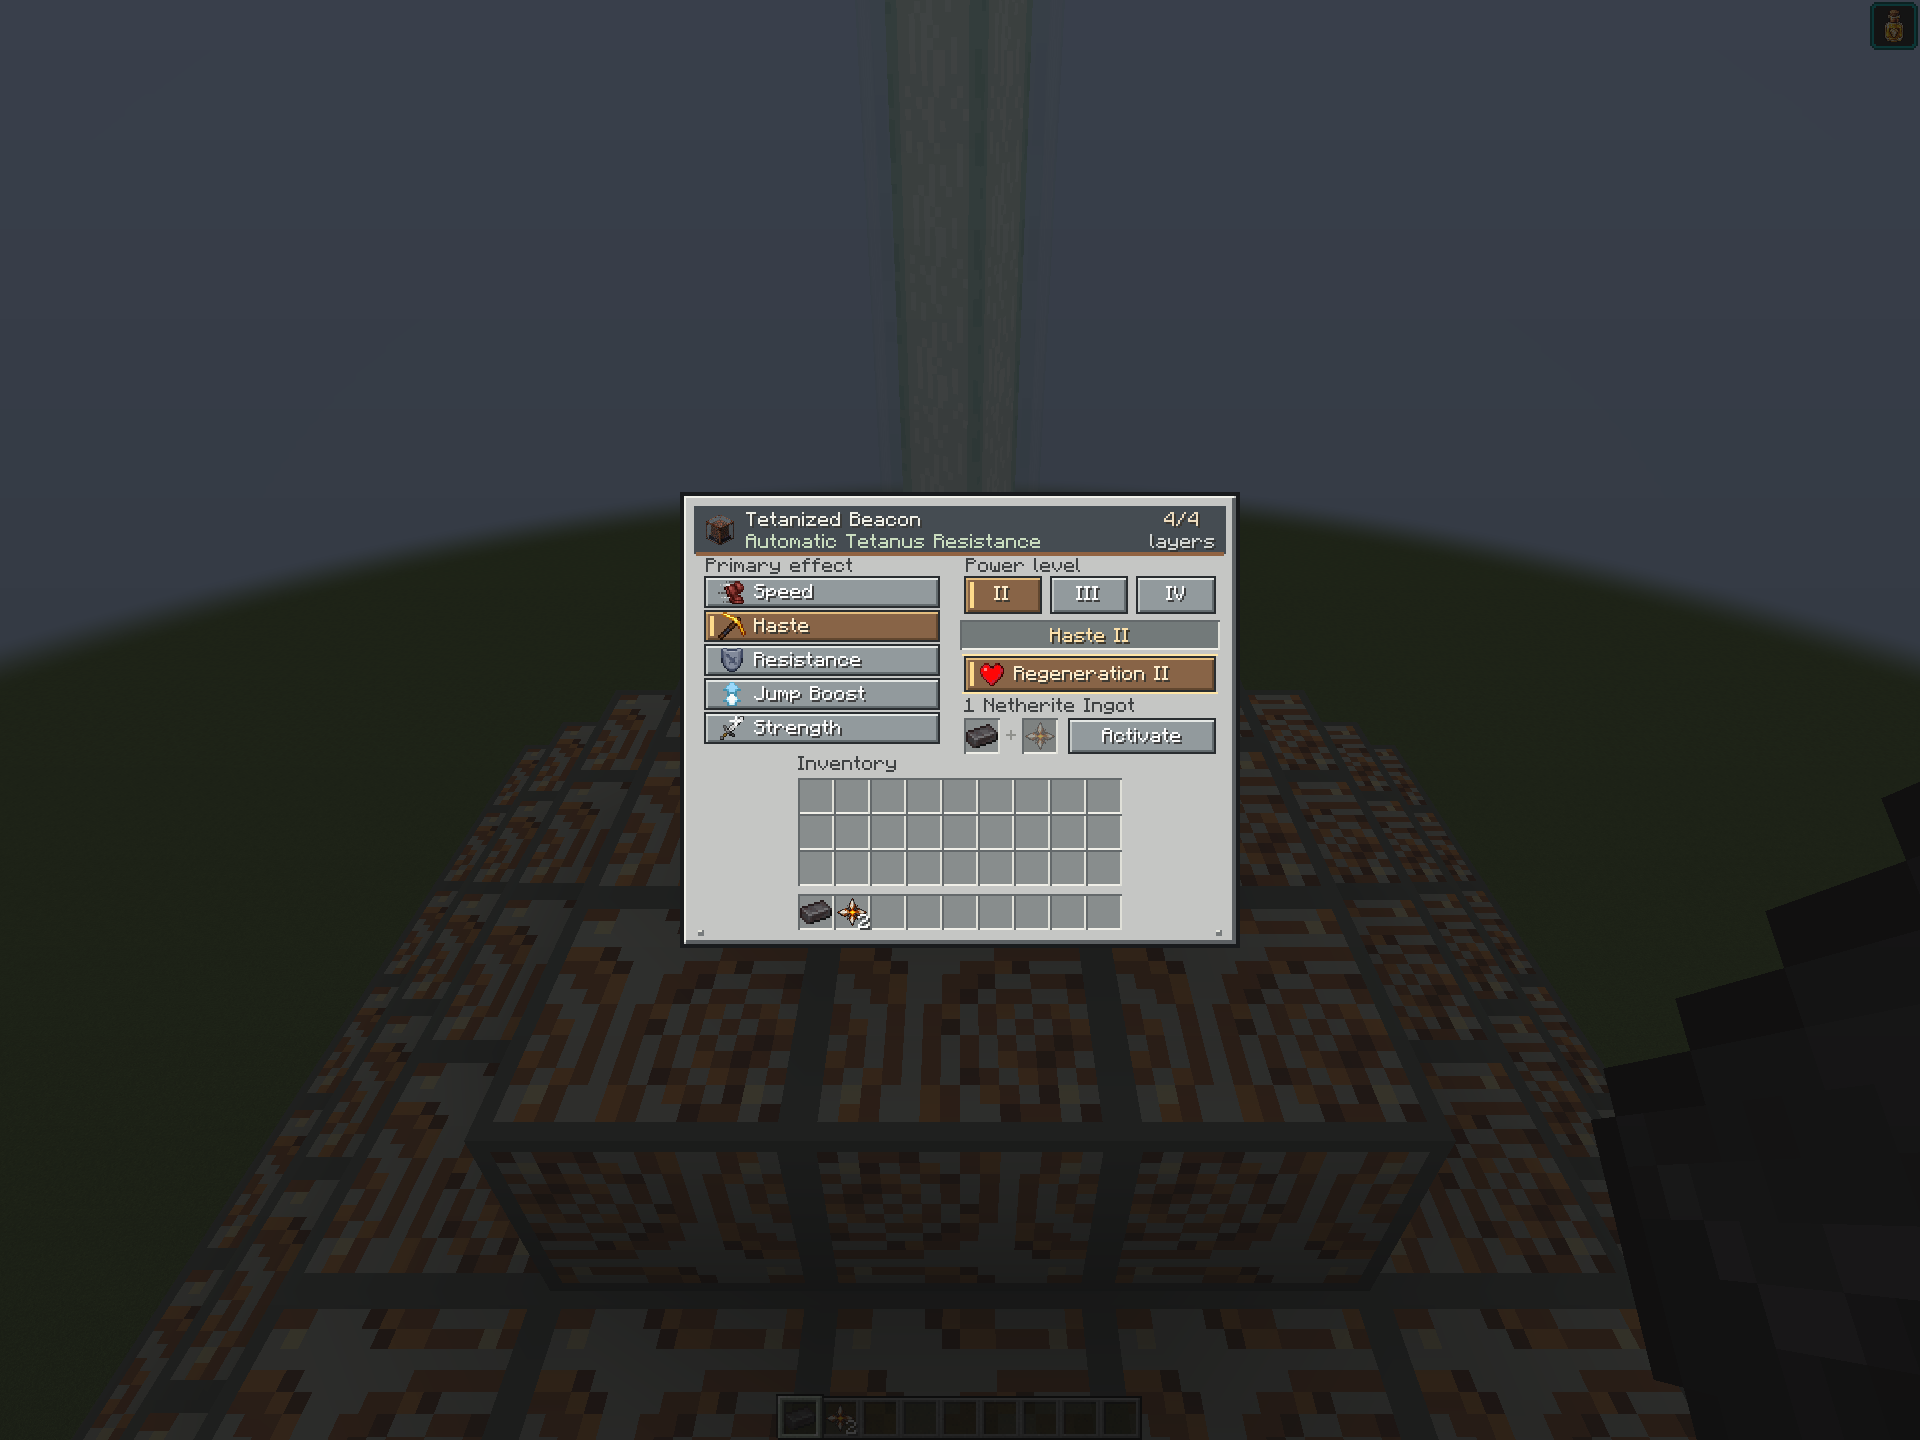 Tetanized Beacon
Automatic Tetanus Resistance
4/4
layers
Primary effect
Speed
Haste
Resistance
Jump Boost
Strength
Power level
II III IV
Haste II
Regeneration II
1 Netherite Ingot
+
Activate
Inventory
2
2